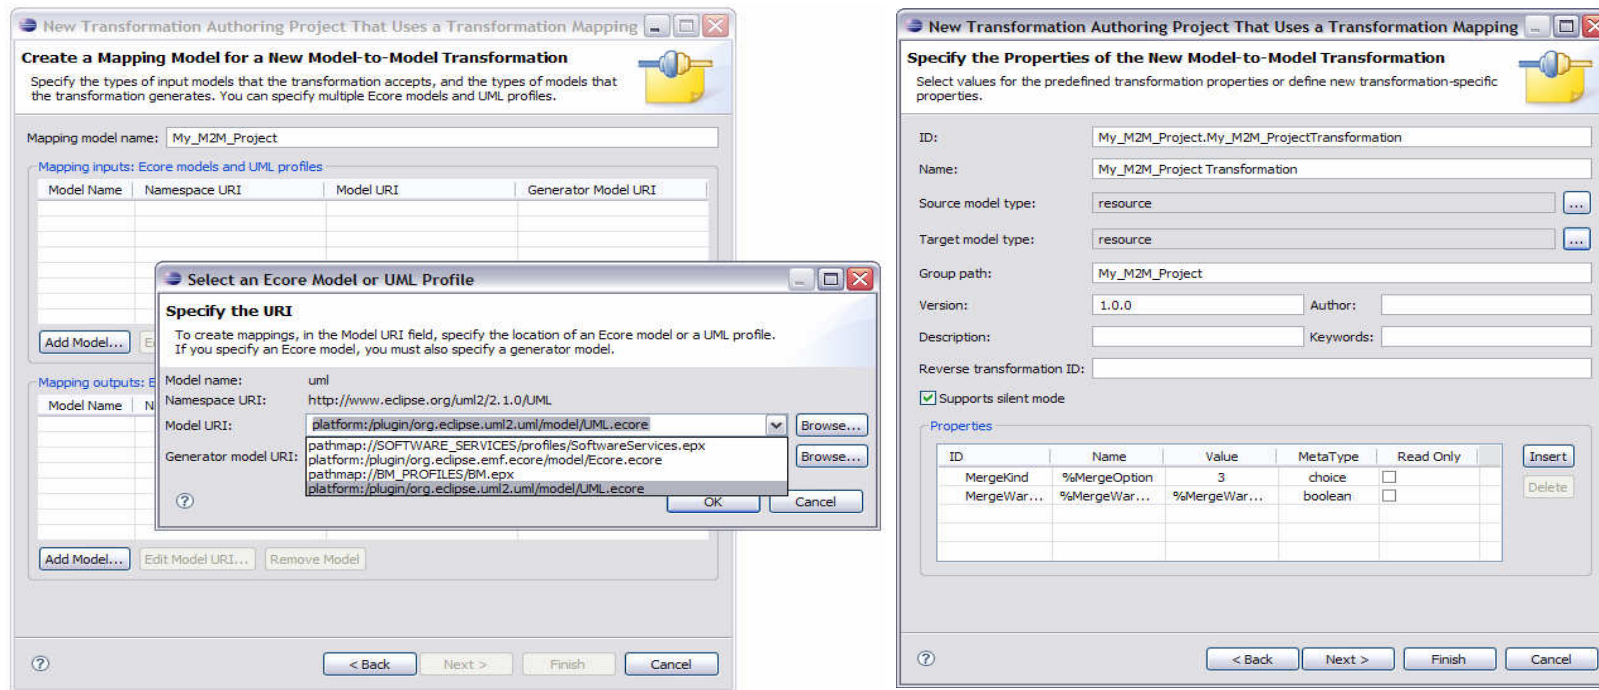 New Transformation Authoring Project That Uses a Transformation Mapping
Create a Mapping Model for a New Model-to-Model Transformation
Specify the types of input models that the transformation accepts, and the types of models that
the transformation generates. You can specify multiple Ecore models and UML profiles.
Mapping model name: My_M2M_Project
Mapping inputs: Ecore models and UML profiles
Model Name Namespace URI Model URI Generator Model URI
Add Model... E
Mapping outputs: E
Model Name N
Add Model... Edit Model URI... Remove Model
< Back Next > Finish Cancel
Select an Ecore Model or UML Profile
Specify the URI
To create mappings, in the Model URI field, specify the location of an Ecore model or a UML profile.
If you specify an Ecore model, you must also specify a generator model.
Model name: uml
Namespace URI: http://www.eclipse.org/uml2/2.1.0/UML
Model URI: platform:/plugin/org.eclipse.uml2.uml/model/UML.ecore Browse...
pathmap://SOFTWARE_SERVICES/profiles/SoftwareServices.epx
Generator model URI: platform:/plugin/org.eclipse.emf.ecore/model/Ecore.ecore Browse...
pathmap://BM_PROFILES/BM.epx
platform:/plugin/org.eclipse.uml2.uml/model/UML.ecore
OK Cancel
New Transformation Authoring Project That Uses a Transformation Mapping
Specify the Properties of the New Model-to-Model Transformation
Select values for the predefined transformation properties or define new transformation-specific
properties.
ID: My_M2M_Project.My_M2M_ProjectTransformation
Name: My_M2M_Project Transformation
Source model type: resource ...
Target model type: resource ...
Group path: My_M2M_Project
Version: 1.0.0 Author:
Description: Keywords:
Reverse transformation ID:
Supports silent mode
Properties
ID Name Value MetaType Read Only Insert
MergeKind %MergeOption 3 choice
Delete
MergeWar... %MergeWar... %MergeWar... boolean
< Back Next > Finish Cancel